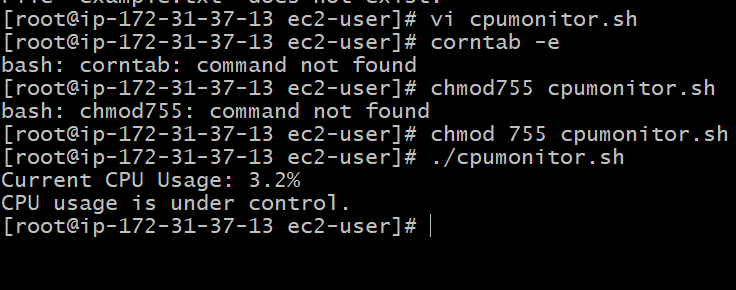 File "example.txt" does not exist.
[root@ip-172-31-37-13 ec2-user]# vi cpumonitor.sh
[root@ip-172-31-37-13 ec2-user]# corntab -e
bash: corntab: command not found
[root@ip-172-31-37-13 ec2-user]# chmod755 cpumonitor.sh
bash: chmod755: command not found
[root@ip-172-31-37-13 ec2-user]# chmod 755 cpumonitor.sh
[root@ip-172-31-37-13 ec2-user]# ./cpumonitor.sh
Current CPU Usage: 3.2%
CPU usage is under control.
[root@ip-172-31-37-13 ec2-user]#